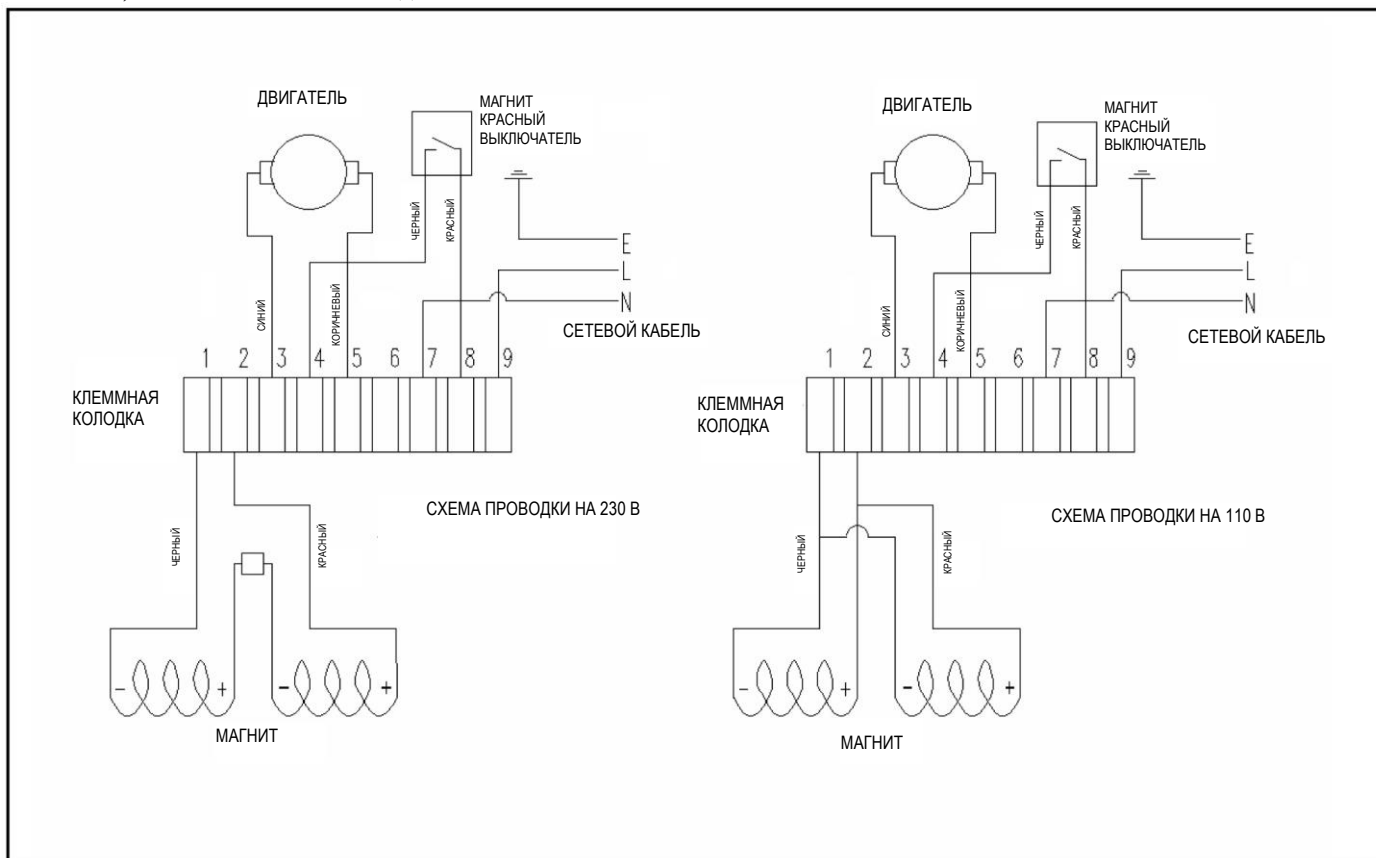 ДВИГАТЕЛЬ
МАГНИТ
КРАСНЫЙ
ВЫКЛЮЧАТЕЛЬ
ЧЕРНЫЙ
КРАСНЫЙ
E
L
N
СИНИЙ
КОРИЧНЕВЫЙ
СЕТЕВОЙ КАБЕЛЬ
1 2 3 4 5 6 7 8 9
КЛЕММНАЯ
КОЛОДКА
СХЕМА ПРОВОДКИ НА 230 В
ЧЕРНЫЙ
КРАСНЫЙ
- + - +
МАГНИТ
ДВИГАТЕЛЬ
МАГНИТ
КРАСНЫЙ
ВЫКЛЮЧАТЕЛЬ
ЧЕРНЫЙ
КРАСНЫЙ
E
L
N
СИНИЙ
КОРИЧНЕВЫЙ
СЕТЕВОЙ КАБЕЛЬ
1 2 3 4 5 6 7 8 9
КЛЕММНАЯ
КОЛОДКА
СХЕМА ПРОВОДКИ НА 110 В
ЧЕРНЫЙ
КРАСНЫЙ
- + - +
МАГНИТ